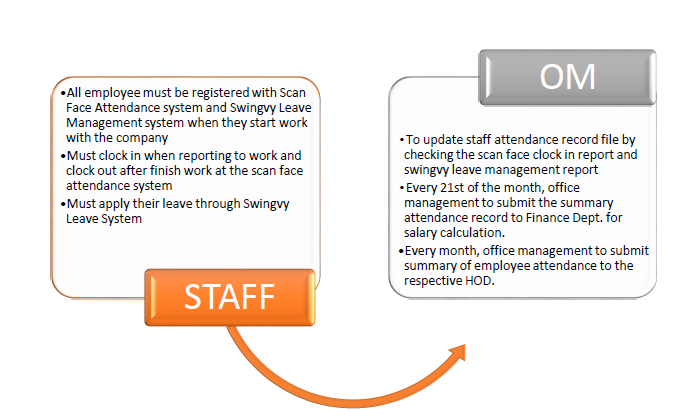 •All employee must be registered with Scan
Face Attendance system and Swingvy Leave
Management system when they start work
with the company
•Must clock in when reporting to work and
clock out after finish work at the scan face
attendance system
•Must apply their leave through Swingvy
Leave System
STAFF
OM
•To update staff attendance record file by
checking the scan face clock in report and
swingvy leave management report
•Every 21st of the month, office
management to submit the summary
attendance record to Finance Dept. for
salary calculation.
•Every month, office management to submit
summary of employee attendance to the
respective HOD.